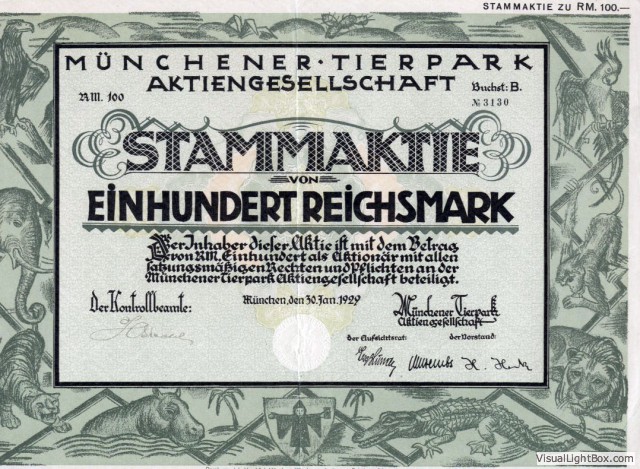 STAMMAKTIE ZU RM. 100.—
MÜNCHENER · TIERPARK
AKTIENGESELLSCHAFT
RM. 100
Buchst: B.
№ 3130
STAMMAKTIE
VON
EINHUNDERT REICHSMARK
Der Inhaber dieser Aktie ist mit dem Betrag
von RM. Einhundert als Aktionär mit allen
satzungsmäßigen Rechten und Pflichten an der
Münchener Tierpark Aktiengesellschaft beteiligt.
Der Kontrollbeamte:
München, den 30. Jan. 1929
Münchener Tierpark
Aktiengesellschaft
der Aufsichtsrat:
der Vorstand:
VisualLightBox.com